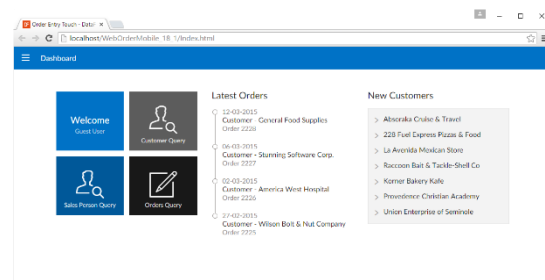 Order Entry Touch - Data
localhost/WebOrderMobile_18_1/Index.html
Dashboard
Welcome
Guest User
Customer Query
Sales Person Query
Orders Query
Latest Orders
12-03-2015
Customer - General Food Supplies
Order 2228
06-03-2015
Customer - Stunning Software Corp.
Order 2227
02-03-2015
Customer - America West Hospital
Order 2226
27-02-2015
Customer - Wilson Bolt & Nut Company
Order 2225
New Customers
> Absoraka Cruise & Travel
> 228 Fuel Express Pizzas & Food
> La Avenida Mexican Store
> Raccoon Bait & Tackle-Shell Co
> Korner Bakery Kafe
> Provedence Christian Academy
> Union Enterprise of Seminole